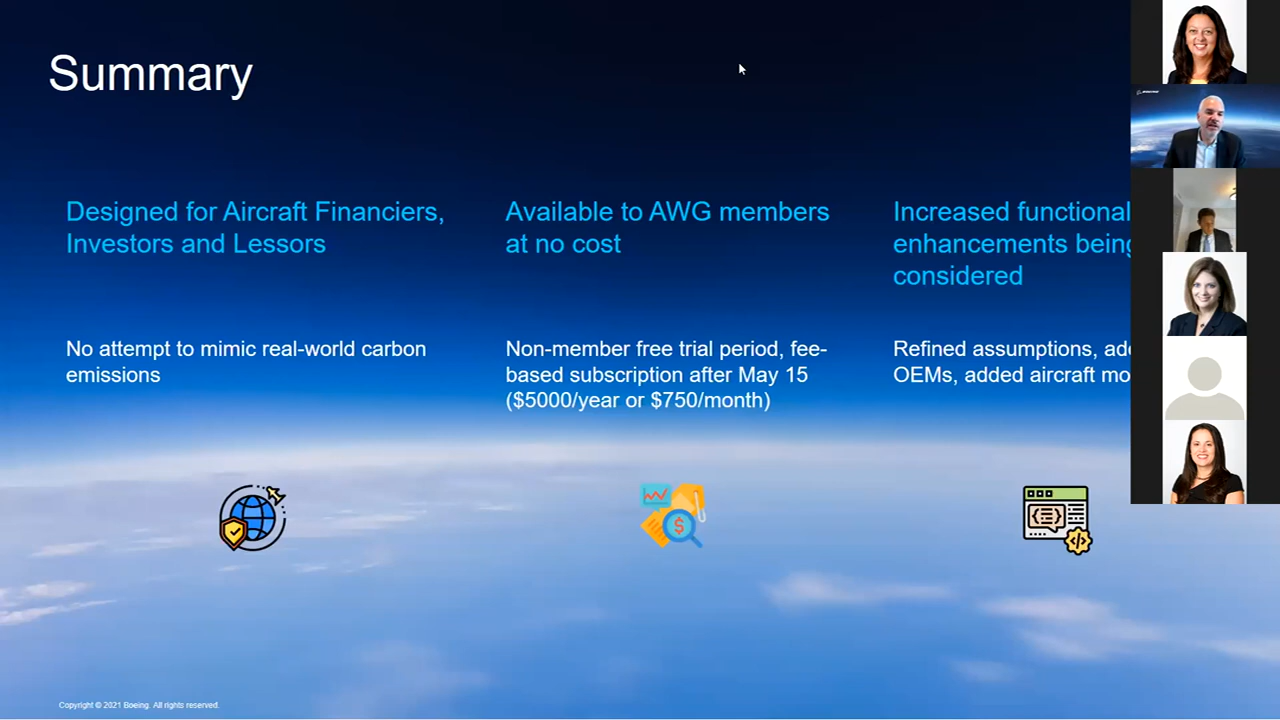 Summary
Designed for Aircraft Financiers,
Investors and Lessors
Available to AWG members
at no cost
Increased functional
enhancements being
considered
No attempt to mimic real-world carbon
emissions
Non-member free trial period, fee-
based subscription after May 15
($5000/year or $750/month)
Refined assumptions,
OEMs, added aircraft
Copyright © 2021 Boeing. All rights reserved.